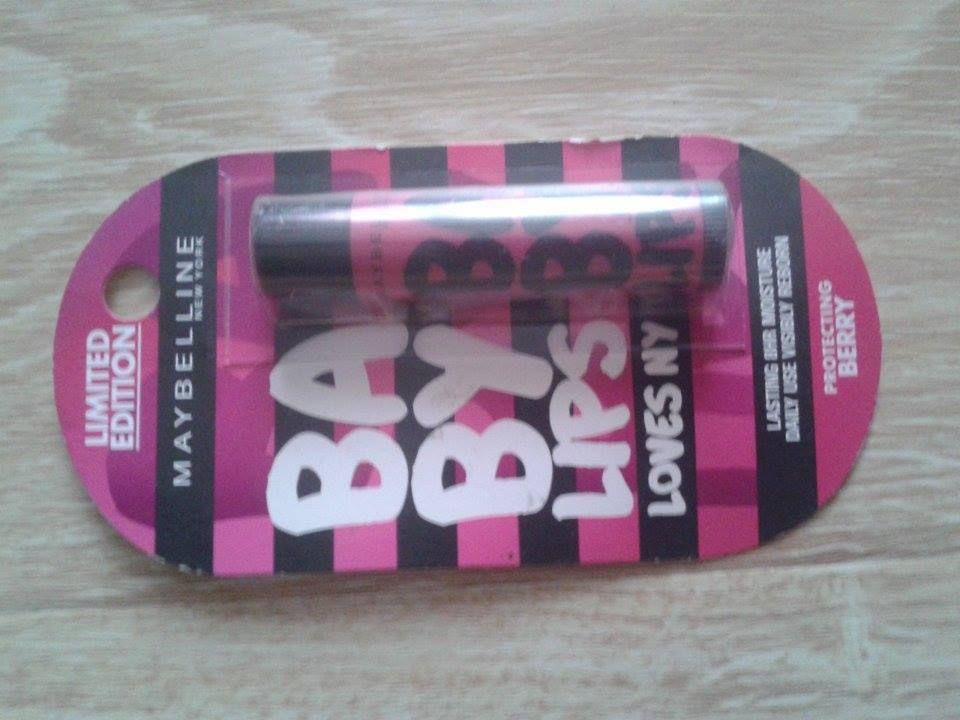 LIMITED
EDITION
MAYBELLINE
NEW YORK
BA
BY
LIPS
LOVES NY
LASTING 8HR MOISTURE
DAILY USE VISIBLY REBORN
PROTECTING
BERRY